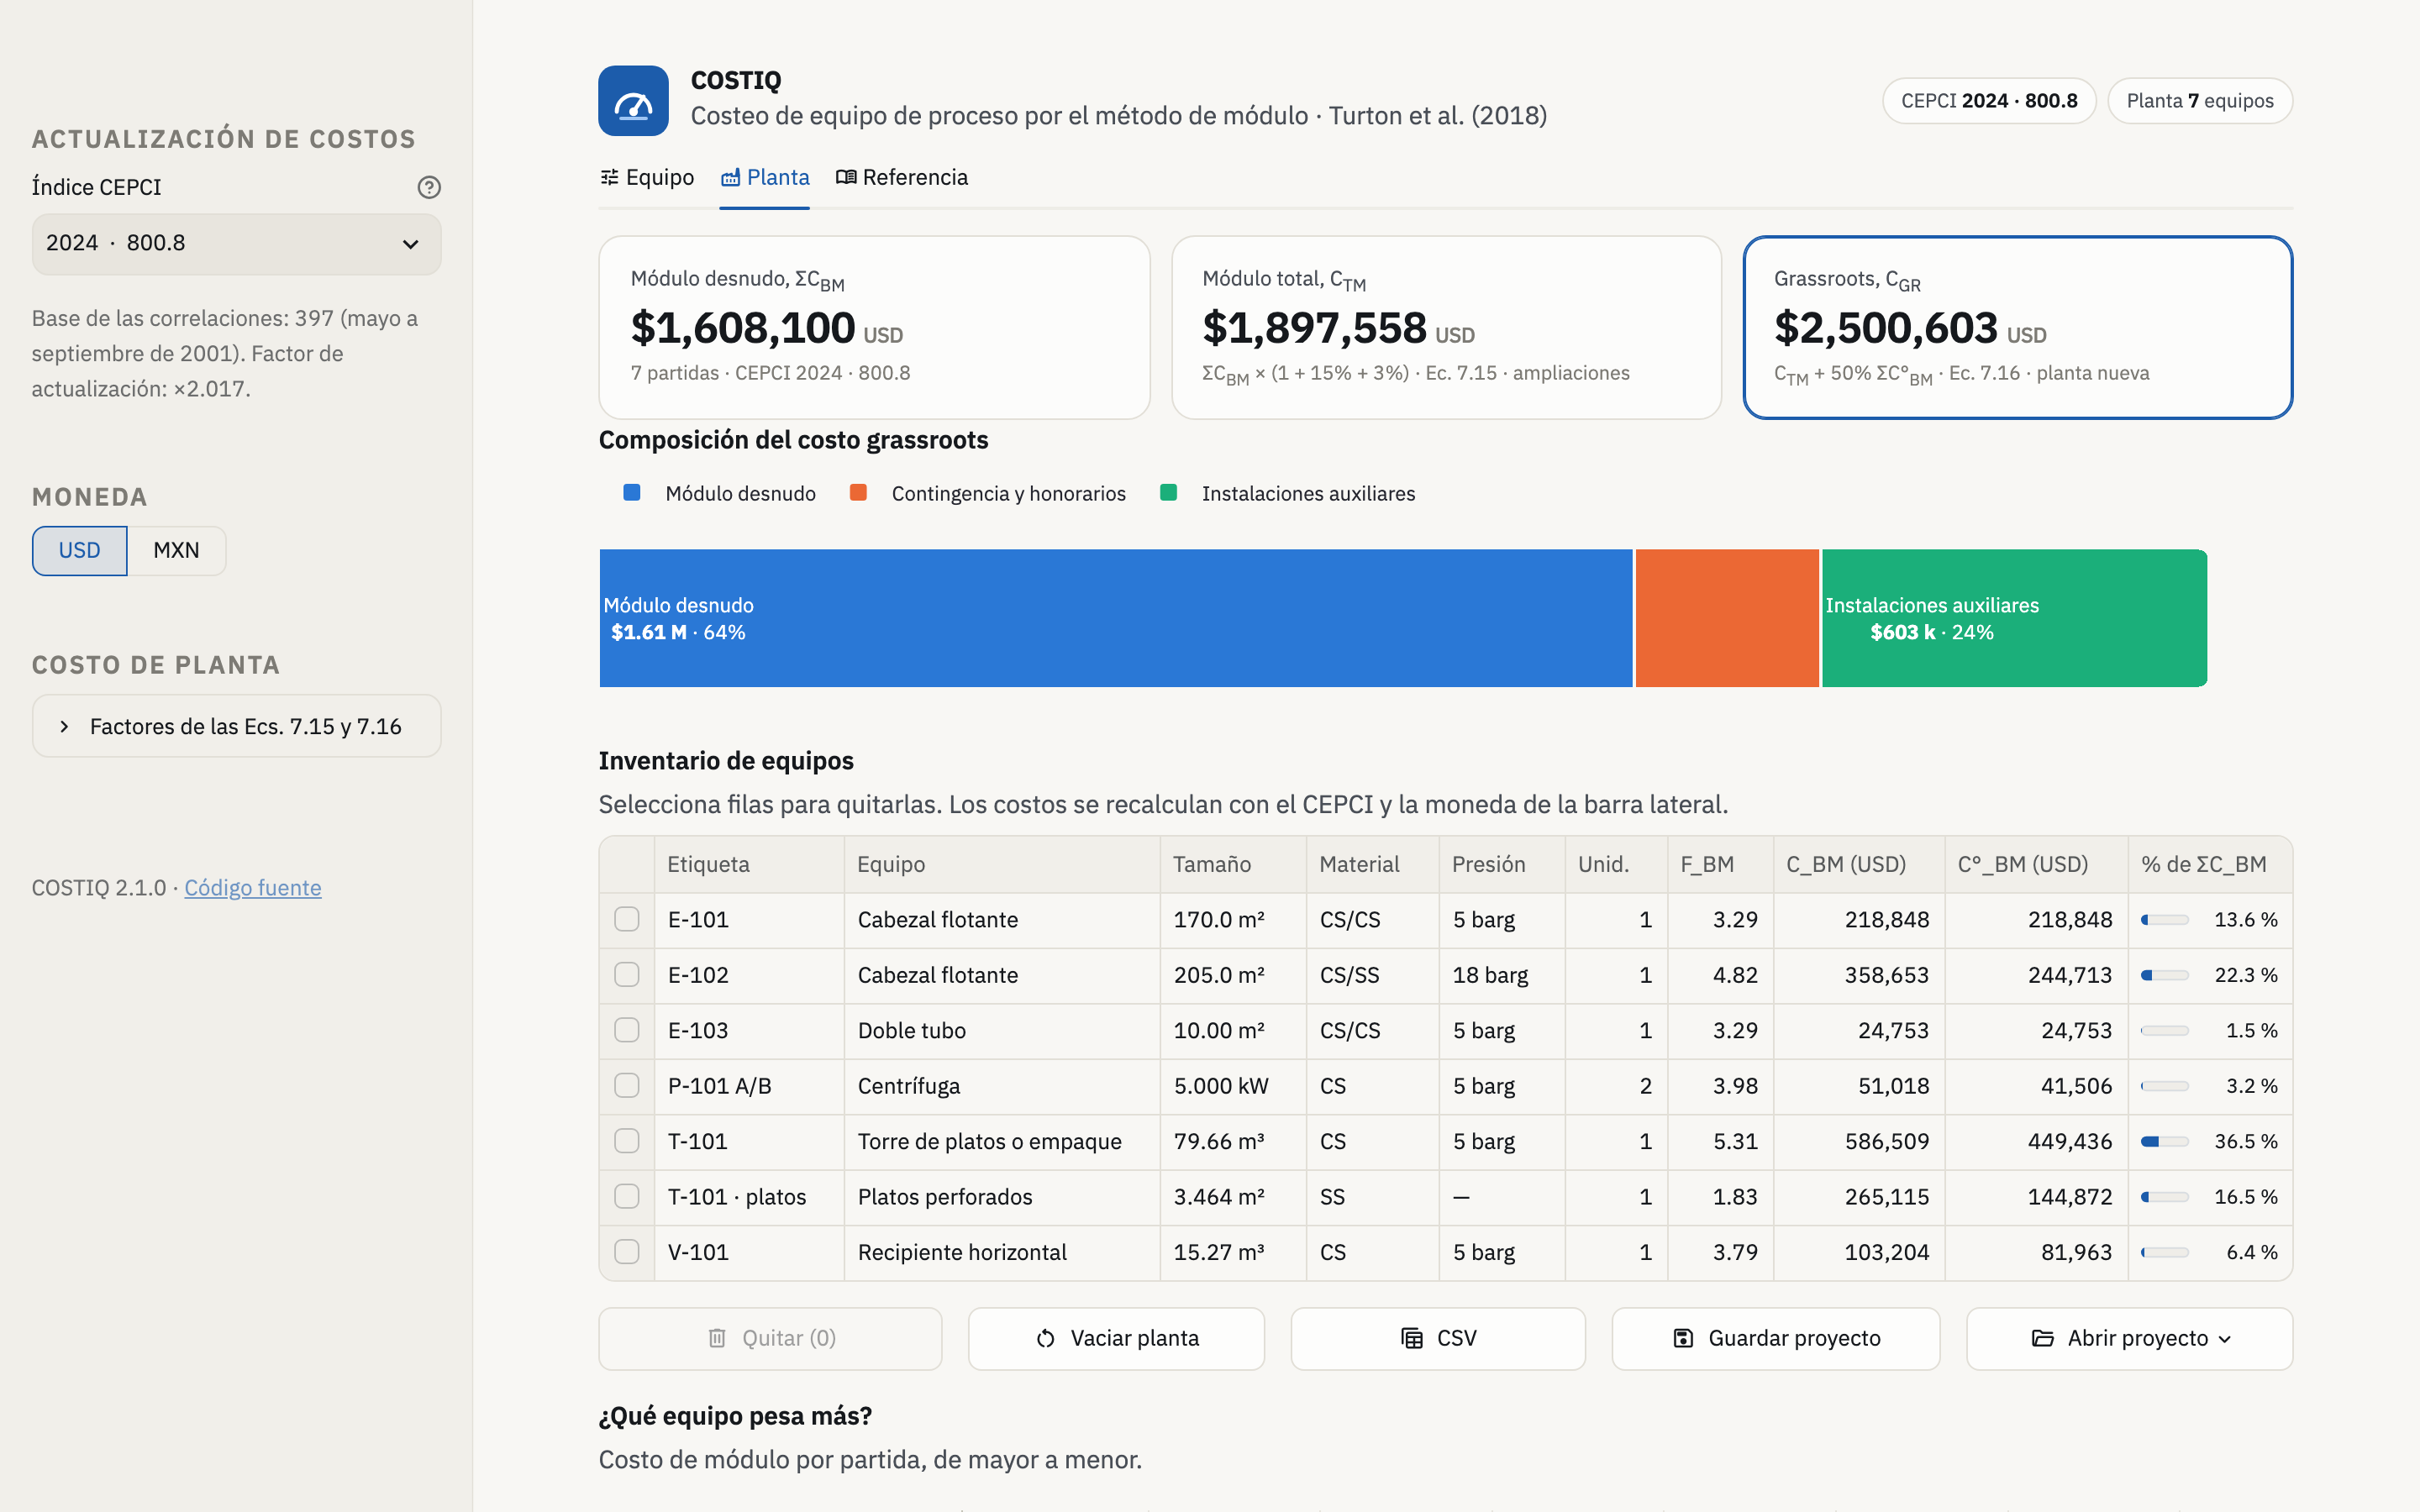 ACTUALIZACIÓN DE COSTOS
Índice CEPCI
2024 · 800.8
Base de las correlaciones: 397 (mayo a
septiembre de 2001). Factor de
actualización: ×2.017.
MONEDA
USD MXN
COSTO DE PLANTA
Factores de las Ecs. 7.15 y 7.16
COSTIQ 2.1.0 · Código fuente
COSTIQ
Costeo de equipo de proceso por el método de módulo · Turton et al. (2018)
CEPCI 2024 · 800.8 Planta 7 equipos
Equipo Planta Referencia
Módulo desnudo, ΣC_BM
$1,608,100 USD
7 partidas · CEPCI 2024 · 800.8
Módulo total, C_TM
$1,897,558 USD
ΣC_BM × (1 + 15% + 3%) · Ec. 7.15 · ampliaciones
Grassroots, C_GR
$2,500,603 USD
C_TM + 50% ΣC°_BM · Ec. 7.16 · planta nueva
Composición del costo grassroots
Módulo desnudo Contingencia y honorarios Instalaciones auxiliares
Módulo desnudo
$1.61 M · 64%
Instalaciones auxiliares
$603 k · 24%
Inventario de equipos
Selecciona filas para quitarlas. Los costos se recalculan con el CEPCI y la moneda de la barra lateral.
Etiqueta Equipo Tamaño Material Presión Unid. F_BM C_BM (USD) C°_BM (USD) % de ΣC_BM
E-101 Cabezal flotante 170.0 m² CS/CS 5 barg 1 3.29 218,848 218,848 13.6 %
E-102 Cabezal flotante 205.0 m² CS/SS 18 barg 1 4.82 358,653 244,713 22.3 %
E-103 Doble tubo 10.00 m² CS/CS 5 barg 1 3.29 24,753 24,753 1.5 %
P-101 A/B Centrífuga 5.000 kW CS 5 barg 2 3.98 51,018 41,506 3.2 %
T-101 Torre de platos o empaque 79.66 m³ CS 5 barg 1 5.31 586,509 449,436 36.5 %
T-101 · platos Platos perforados 3.464 m² SS — 1 1.83 265,115 144,872 16.5 %
V-101 Recipiente horizontal 15.27 m³ CS 5 barg 1 3.79 103,204 81,963 6.4 %
Quitar (0) Vaciar planta CSV Guardar proyecto Abrir proyecto
¿Qué equipo pesa más?
Costo de módulo por partida, de mayor a menor.